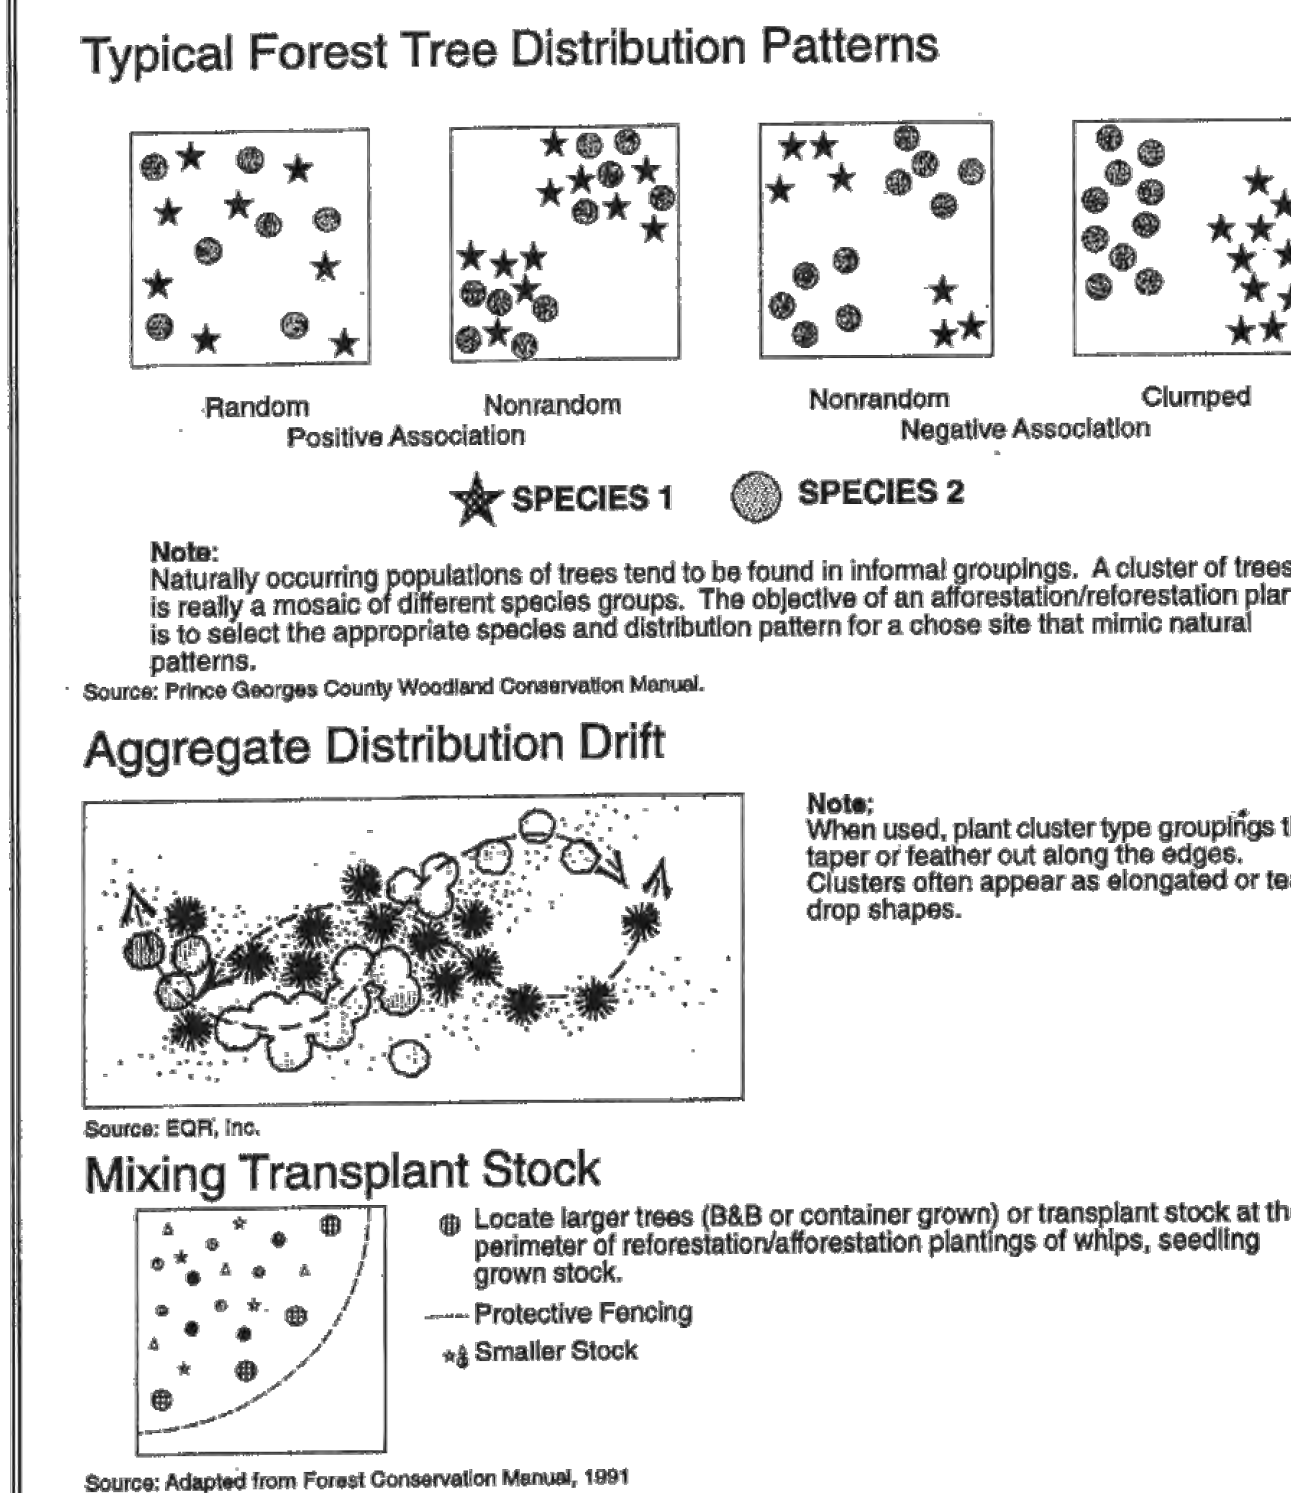 Typical Forest Tree Distribution Patterns
Random
Nonrandom
Nonrandom
Clumped
Positive Association
Negative Association
SPECIES 1
SPECIES 2
Note:
Naturally occurring populations of trees tend to be found in informal groupings. A cluster of trees
is really a mosaic of different species groups. The objective of an afforestation/reforestation plan
is to select the appropriate species and distribution pattern for a chose site that mimic natural
patterns.
Source: Prince Georges County Woodland Conservation Manual.
Aggregate Distribution Drift
Note:
When used, plant cluster type groupings
taper or feather out along the edges.
Clusters often appear as elongated or
drop shapes.
Source: EQR, Inc.
Mixing Transplant Stock
Locate larger trees (B&B or container grown) or transplant stock at
perimeter of reforestation/afforestation plantings of whips, seedling
grown stock.
Protective Fencing
Smaller Stock
Source: Adapted from Forest Conservation Manual, 1991